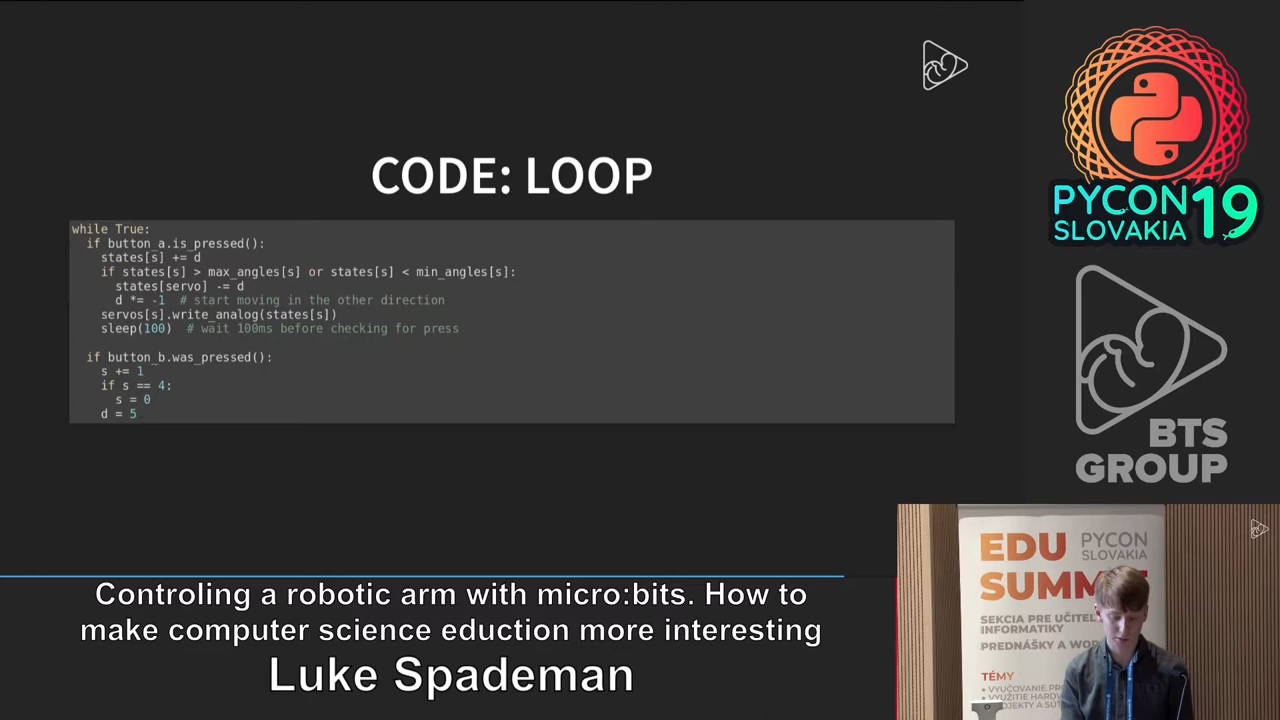 CODE: LOOP
while True:
  if button_a.is_pressed():
    states[s] += d
    if states[s] > max_angles[s] or states[s] < min_angles[s]:
      states[servo] -= d
      d *= -1  # start moving in the other direction
    servos[s].write_analog(states[s])
    sleep(100)  # wait 100ms before checking for press
  if button_b.was_pressed():
    s += 1
    if s == 4:
      s = 0
    d = 5
PYCON
SLOVAKIA
19
BTS
GROUP
EDU
SUMM
PYCON
SLOVAKIA
SEKCIA PRE
INFORMATIKY
PREDNÁŠKY A
TÉMY
Controling a robotic arm with micro:bits. How to
make computer science eduction more interesting
Luke Spademan